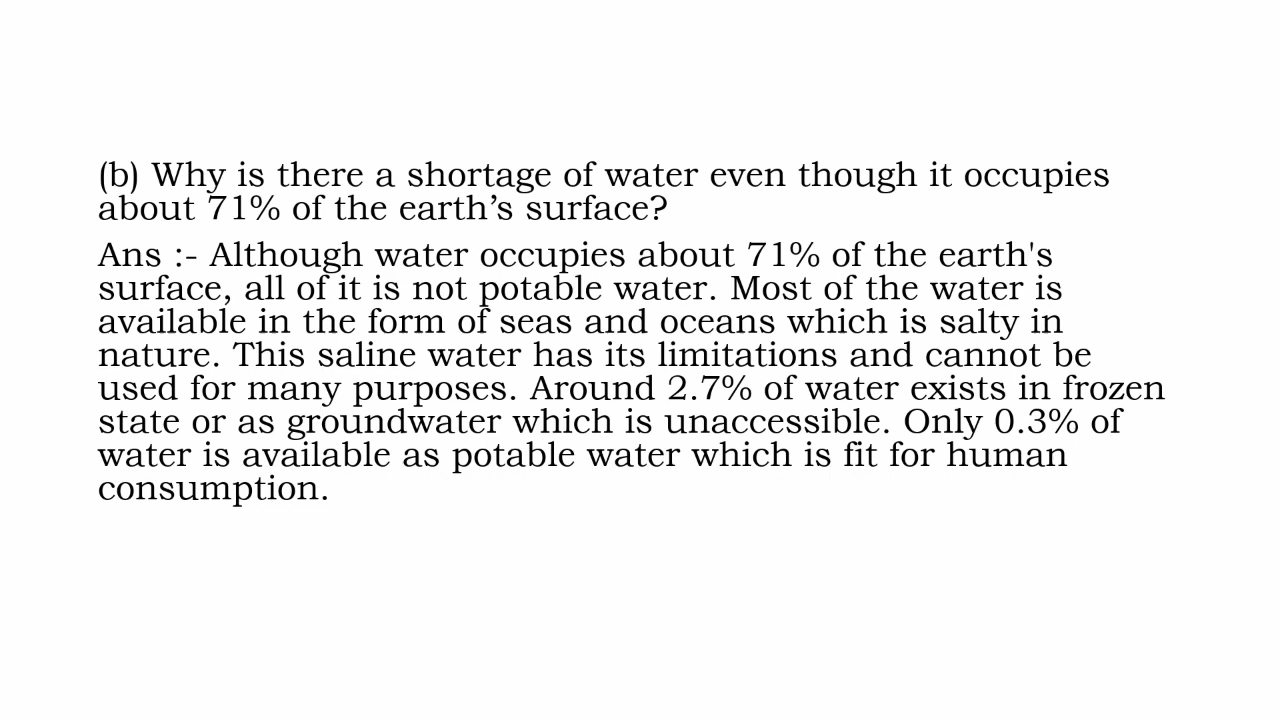 (b) Why is there a shortage of water even though it occupies
about 71% of the earth’s surface?
Ans :- Although water occupies about 71% of the earth's
surface, all of it is not potable water. Most of the water is
available in the form of seas and oceans which is salty in
nature. This saline water has its limitations and cannot be
used for many purposes. Around 2.7% of water exists in frozen
state or as groundwater which is unaccessible. Only 0.3% of
water is available as potable water which is fit for human
consumption.